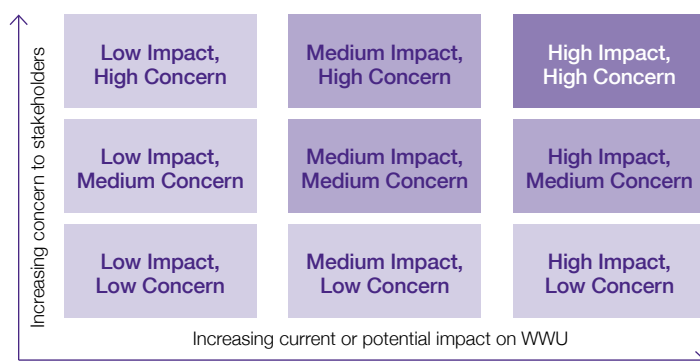 Increasing concern to stakeholders
Low Impact,
High Concern
Medium Impact,
High Concern
High Impact,
High Concern
Low Impact,
Medium Concern
Medium Impact,
Medium Concern
High Impact,
Medium Concern
Low Impact,
Low Concern
Medium Impact,
Low Concern
High Impact,
Low Concern
Increasing current or potential impact on WWU